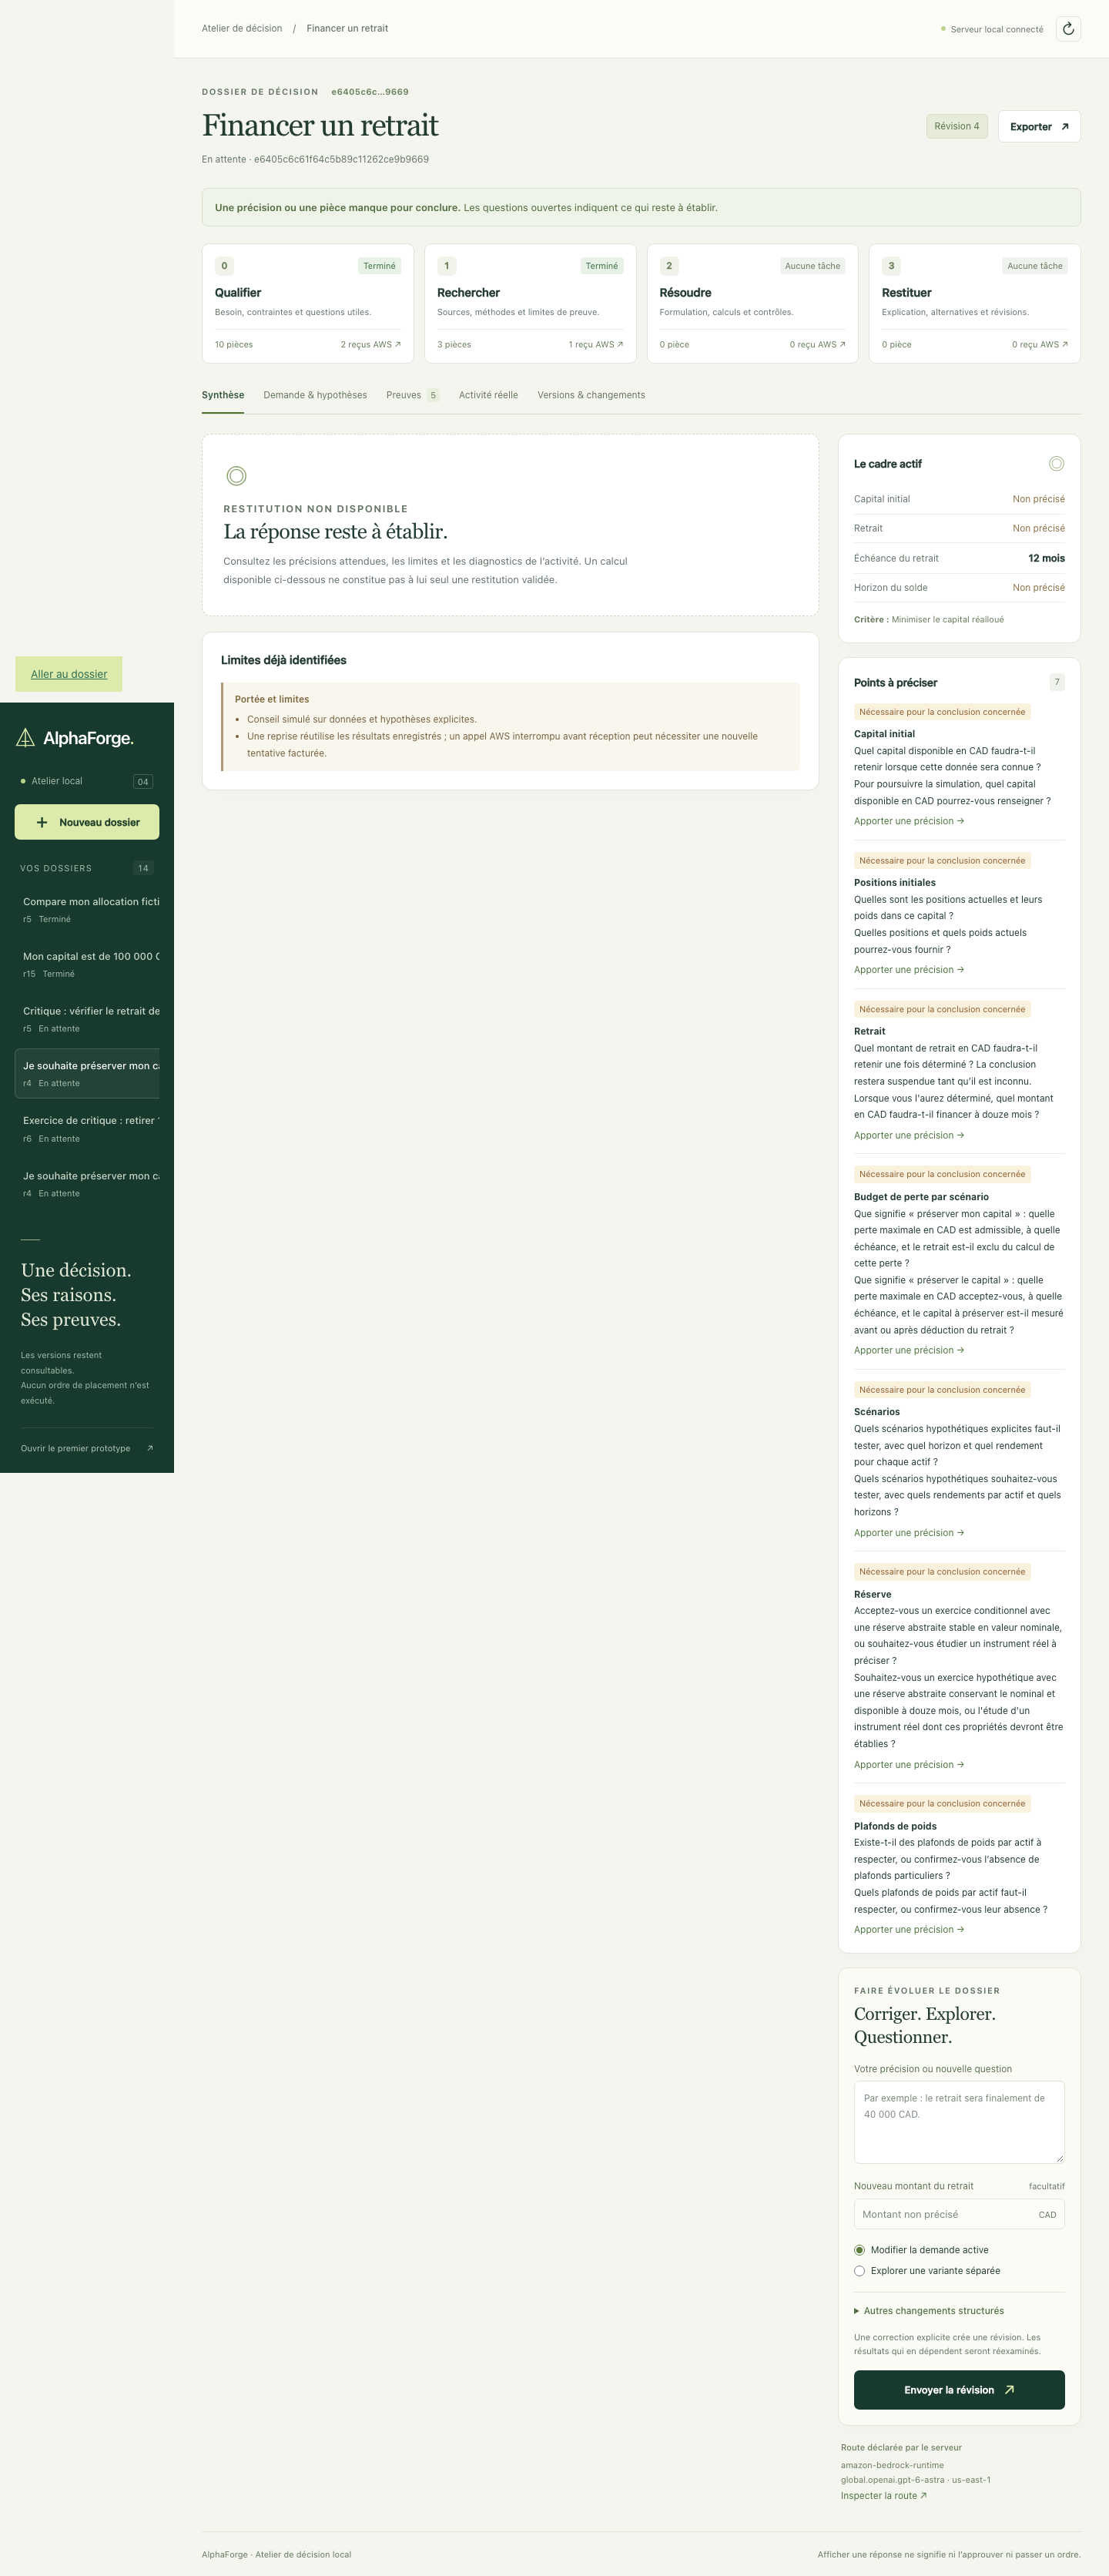 Atelier de décision / Financer un retrait
Serveur local connecté
DOSSIER DE DÉCISION e6405c6c…9669
Financer un retrait
Révision 4
Exporter ↗
En attente · e6405c6c61f64c5b89c11262ce9b9669
Une précision ou une pièce manque pour conclure. Les questions ouvertes indiquent ce qui reste à établir.
0 Terminé
Qualifier
Besoin, contraintes et questions utiles.
10 pièces 2 reçus AWS ↗
1 Terminé
Rechercher
Sources, méthodes et limites de preuve.
3 pièces 1 reçu AWS ↗
2 Aucune tâche
Résoudre
Formulation, calculs et contrôles.
0 pièce 0 reçu AWS ↗
3 Aucune tâche
Restituer
Explication, alternatives et révisions.
0 pièce 0 reçu AWS ↗
Synthèse Demande & hypothèses Preuves 5 Activité réelle Versions & changements
RESTITUTION NON DISPONIBLE
La réponse reste à établir.
Consultez les précisions attendues, les limites et les diagnostics de l'activité. Un calcul
disponible ci-dessous ne constitue pas à lui seul une restitution validée.
Limites déjà identifiées
Portée et limites
• Conseil simulé sur données et hypothèses explicites.
• Une reprise réutilise les résultats enregistrés ; un appel AWS interrompu avant réception peut nécessiter une nouvelle
tentative facturée.
Le cadre actif
Capital initial Non précisé
Retrait Non précisé
Échéance du retrait 12 mois
Horizon du solde Non précisé
Critère : Minimiser le capital réalloué
Points à préciser 7
Nécessaire pour la conclusion concernée
Capital initial
Quel capital disponible en CAD faudra-t-il
retenir lorsque cette donnée sera connue ?
Pour poursuivre la simulation, quel capital
disponible en CAD pourrez-vous renseigner ?
Apporter une précision →
Nécessaire pour la conclusion concernée
Positions initiales
Quelles sont les positions actuelles et leurs
poids dans ce capital ?
Quelles positions et quels poids actuels
pourrez-vous fournir ?
Apporter une précision →
Nécessaire pour la conclusion concernée
Retrait
Quel montant de retrait en CAD faudra-t-il
retenir une fois déterminé ? La conclusion
restera suspendue tant qu'il est inconnu.
Lorsque vous l'aurez déterminé, quel montant
en CAD faudra-t-il financer à douze mois ?
Apporter une précision →
Nécessaire pour la conclusion concernée
Budget de perte par scénario
Que signifie « préserver mon capital » : quelle
perte maximale en CAD est admissible, à quelle
échéance, et le retrait est-il exclu du calcul de
cette perte ?
Que signifie « préserver le capital » : quelle
perte maximale en CAD acceptez-vous, à quelle
échéance, et le capital à préserver est-il mesuré
avant ou après déduction du retrait ?
Apporter une précision →
Nécessaire pour la conclusion concernée
Scénarios
Quels scénarios hypothétiques explicites faut-il
tester, avec quel horizon et quel rendement
pour chaque actif ?
Quels scénarios hypothétiques souhaitez-vous
tester, avec quels rendements par actif et quels
horizons ?
Apporter une précision →
Nécessaire pour la conclusion concernée
Réserve
Acceptez-vous un exercice conditionnel avec
une réserve abstraite stable en valeur nominale,
ou souhaitez-vous étudier un instrument réel à
préciser ?
Souhaitez-vous un exercice hypothétique avec
une réserve abstraite conservant le nominal et
disponible à douze mois, ou l'étude d'un
instrument réel dont ces propriétés devront être
établies ?
Apporter une précision →
Nécessaire pour la conclusion concernée
Plafonds de poids
Existe-t-il des plafonds de poids par actif à
respecter, ou confirmez-vous l'absence de
plafonds particuliers ?
Quels plafonds de poids par actif faut-il
respecter, ou confirmez-vous leur absence ?
Apporter une précision →
FAIRE ÉVOLUER LE DOSSIER
Corriger. Explorer.
Questionner.
Votre précision ou nouvelle question
Par exemple : le retrait sera finalement de
40 000 CAD.
Nouveau montant du retrait facultatif
Montant non précisé CAD
Modifier la demande active
Explorer une variante séparée
▶ Autres changements structurés
Une correction explicite crée une révision. Les
résultats qui en dépendent seront réexaminés.
Envoyer la révision ↗
Route déclarée par le serveur
amazon-bedrock-runtime
global.openai.gpt-6-astra · us-east-1
Inspecter la route ↗
Aller au dossier
AlphaForge.
Atelier local 04
+ Nouveau dossier
VOS DOSSIERS 14
Compare mon allocation ficti
r5 Terminé
Mon capital est de 100 000 C
r15 Terminé
Critique : vérifier le retrait de
r5 En attente
Je souhaite préserver mon ca
r4 En attente
Exercice de critique : retirer
r6 En attente
Je souhaite préserver mon ca
r4 En attente
Une décision.
Ses raisons.
Ses preuves.
Les versions restent
consultables.
Aucun ordre de placement n'est
exécuté.
Ouvrir le premier prototype ↗
AlphaForge · Atelier de décision local
Afficher une réponse ne signifie ni l'approuver ni passer un ordre.